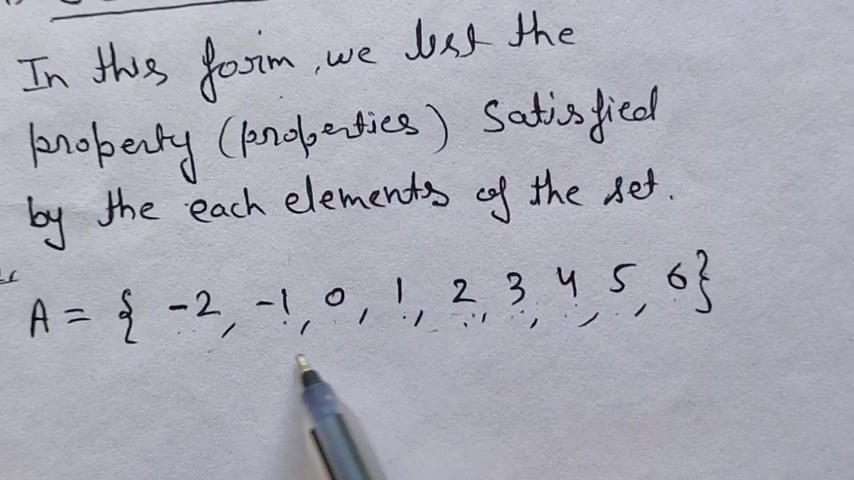 In this form, we list the
property (properties) satisfied
by the each elements of the set.
A = { -2, -1, 0, 1, 2, 3, 4, 5, 6}